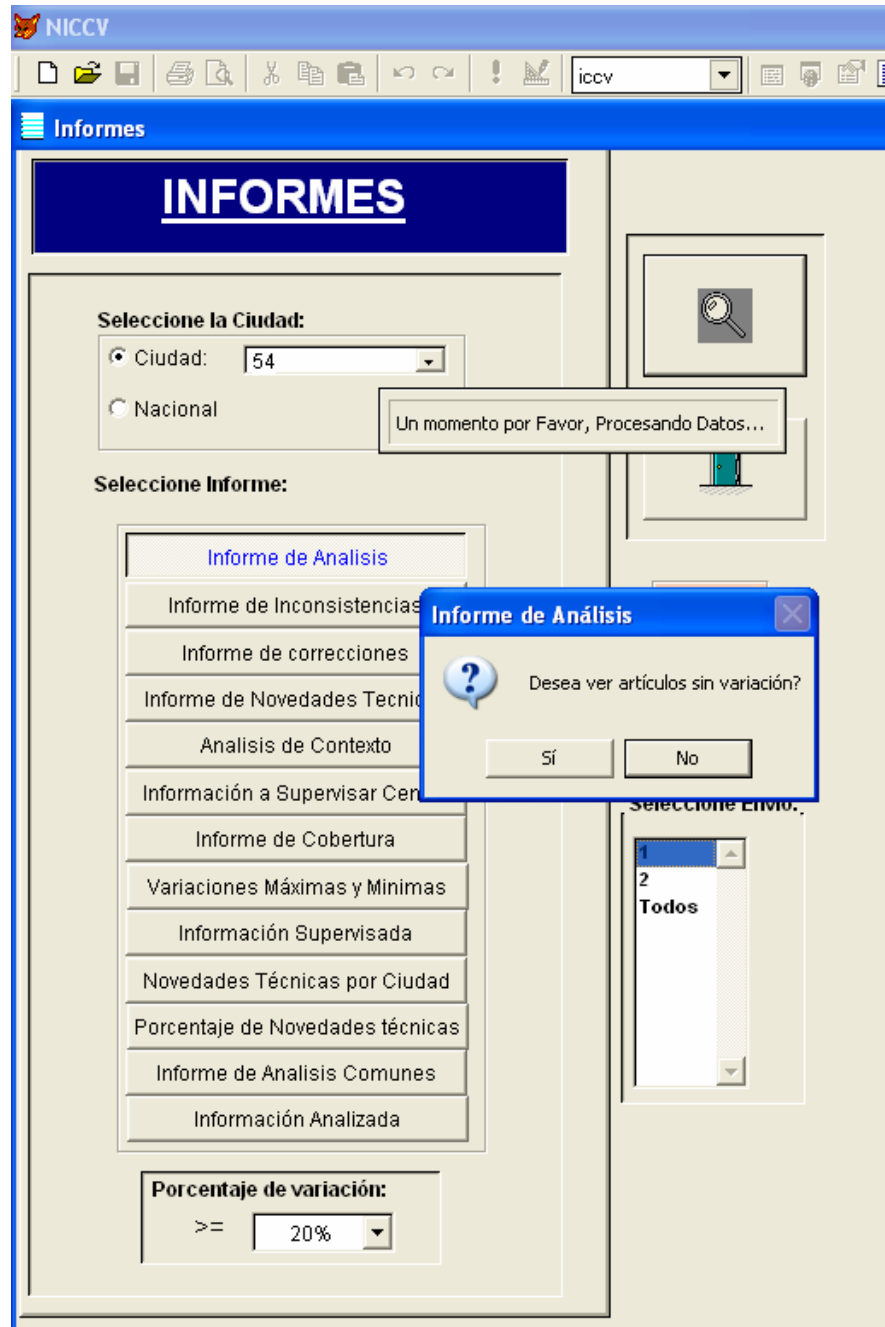 NICCV
iccv
Informes
INFORMES
Seleccione la Ciudad:
Ciudad:
54
Nacional
Un momento por Favor, Procesando Datos...
Seleccione Informe:
Informe de Analisis
Informe de Inconsistencias
Informe de correcciones
Informe de Novedades Tecnic
Analisis de Contexto
Información a Supervisar Cen
Informe de Cobertura
Variaciones Máximas y Minimas
Información Supervisada
Novedades Técnicas por Ciudad
Porcentaje de Novedades técnicas
Informe de Analisis Comunes
Información Analizada
Informe de Análisis
Desea ver artículos sin variación?
Sí
No
Seleccione Envio:
1
2
Todos
Porcentaje de variación:
>=
20%